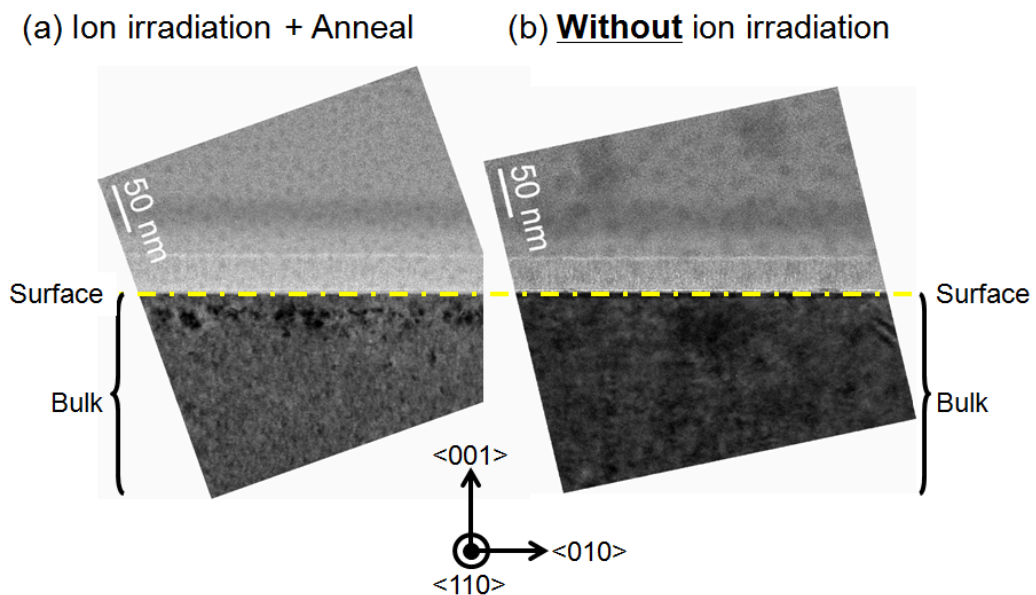 (a) Ion irradiation + Anneal
(b) Without ion irradiation
50 nm
50 nm
Surface
Surface
Bulk
Bulk
<001>
<010>
<110>